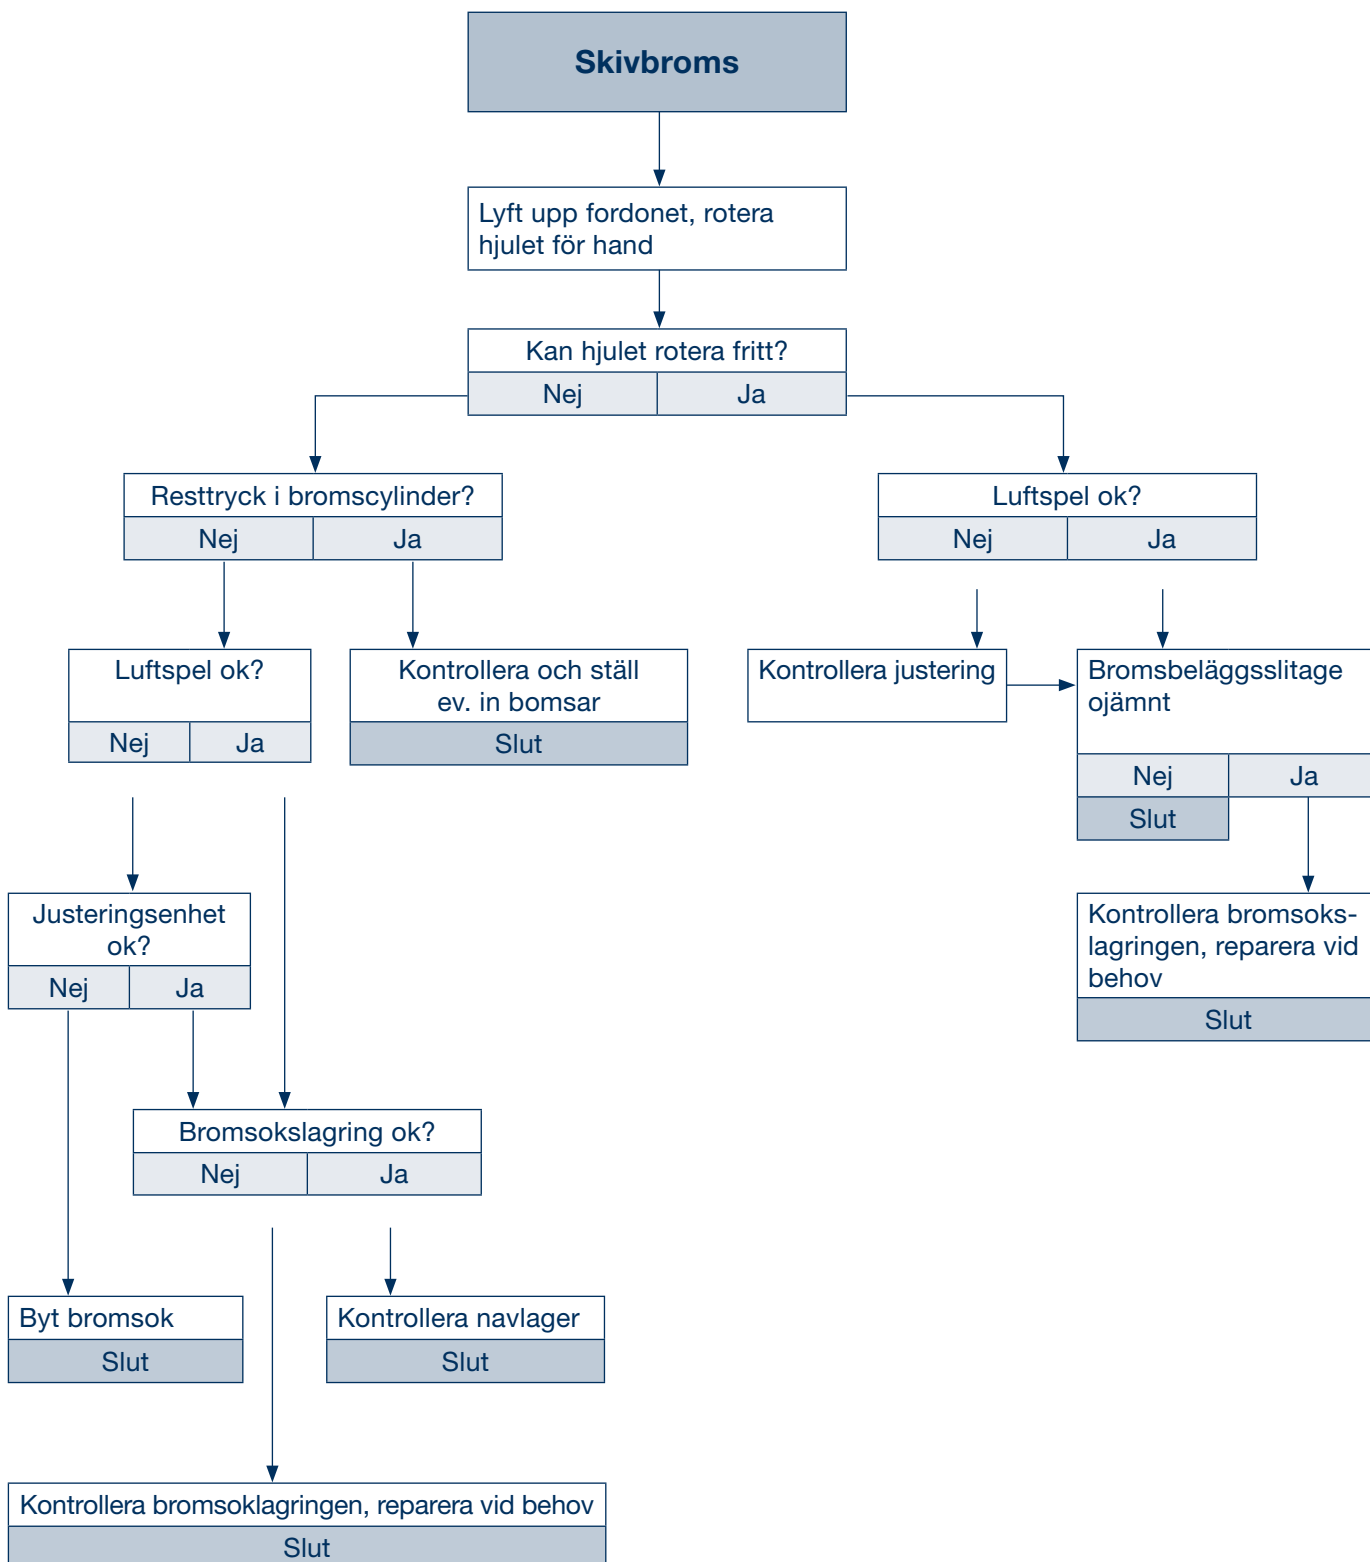 Skivbroms
Lyft upp fordonet, rotera
hjulet för hand
Kan hjulet rotera fritt?
Nej Ja
Resttryck i bromscylinder?
Nej Ja
Luftspel ok?
Nej Ja
Luftspel ok?
Nej Ja
Kontrollera och ställ
ev. in bomsar
Slut
Kontrollera justering
Bromsbeläggsslitage
ojämnt
Nej Ja
Slut
Justeringsenhet
ok?
Nej Ja
Kontrollera bromsoks-
lagringen, reparera vid
behov
Slut
Bromsokslagring ok?
Nej Ja
Byt bromsok
Slut
Kontrollera navlager
Slut
Kontrollera bromsoklagringen, reparera vid behov
Slut